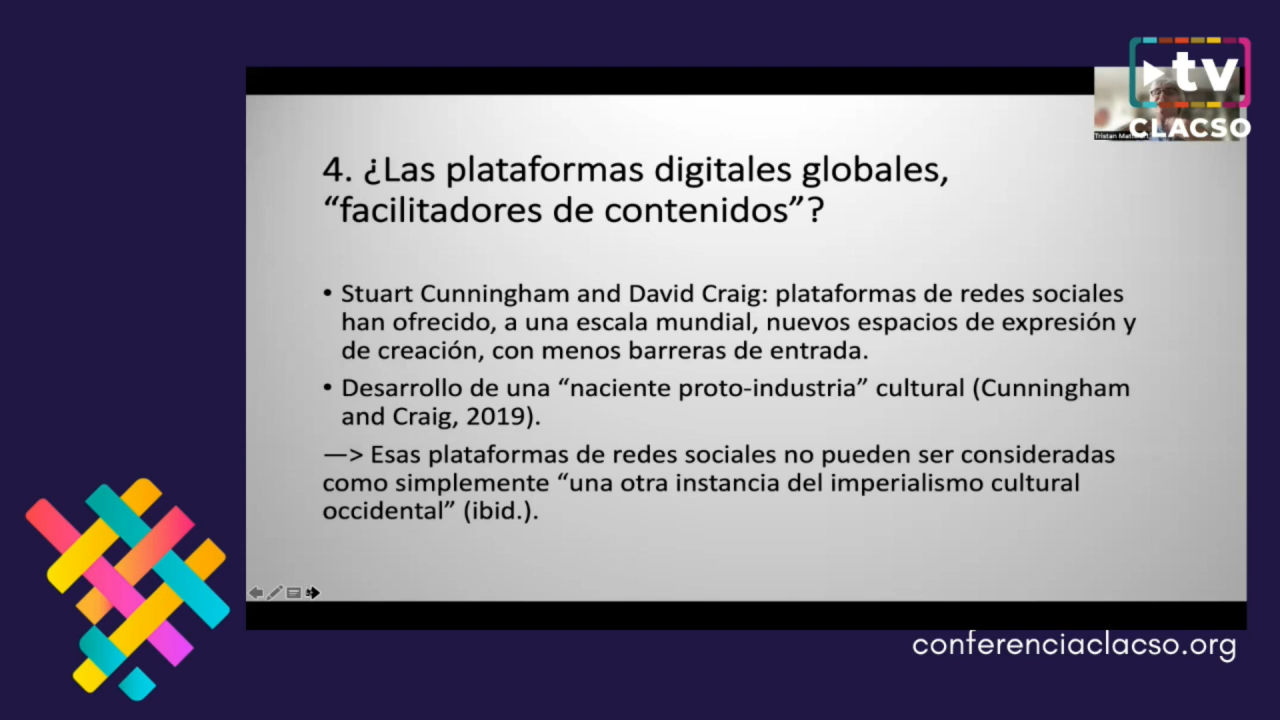 tv
CLACSO
Tristan
4. ¿Las plataformas digitales globales,
“facilitadores de contenidos”?
• Stuart Cunningham and David Craig: plataformas de redes sociales
han ofrecido, a una escala mundial, nuevos espacios de expresión y
de creación, con menos barreras de entrada.
• Desarrollo de una “naciente proto-industria” cultural (Cunningham
and Craig, 2019).
—> Esas plataformas de redes sociales no pueden ser consideradas
como simplemente “una otra instancia del imperialismo cultural
occidental” (ibid.).
conferenciaclacso.org